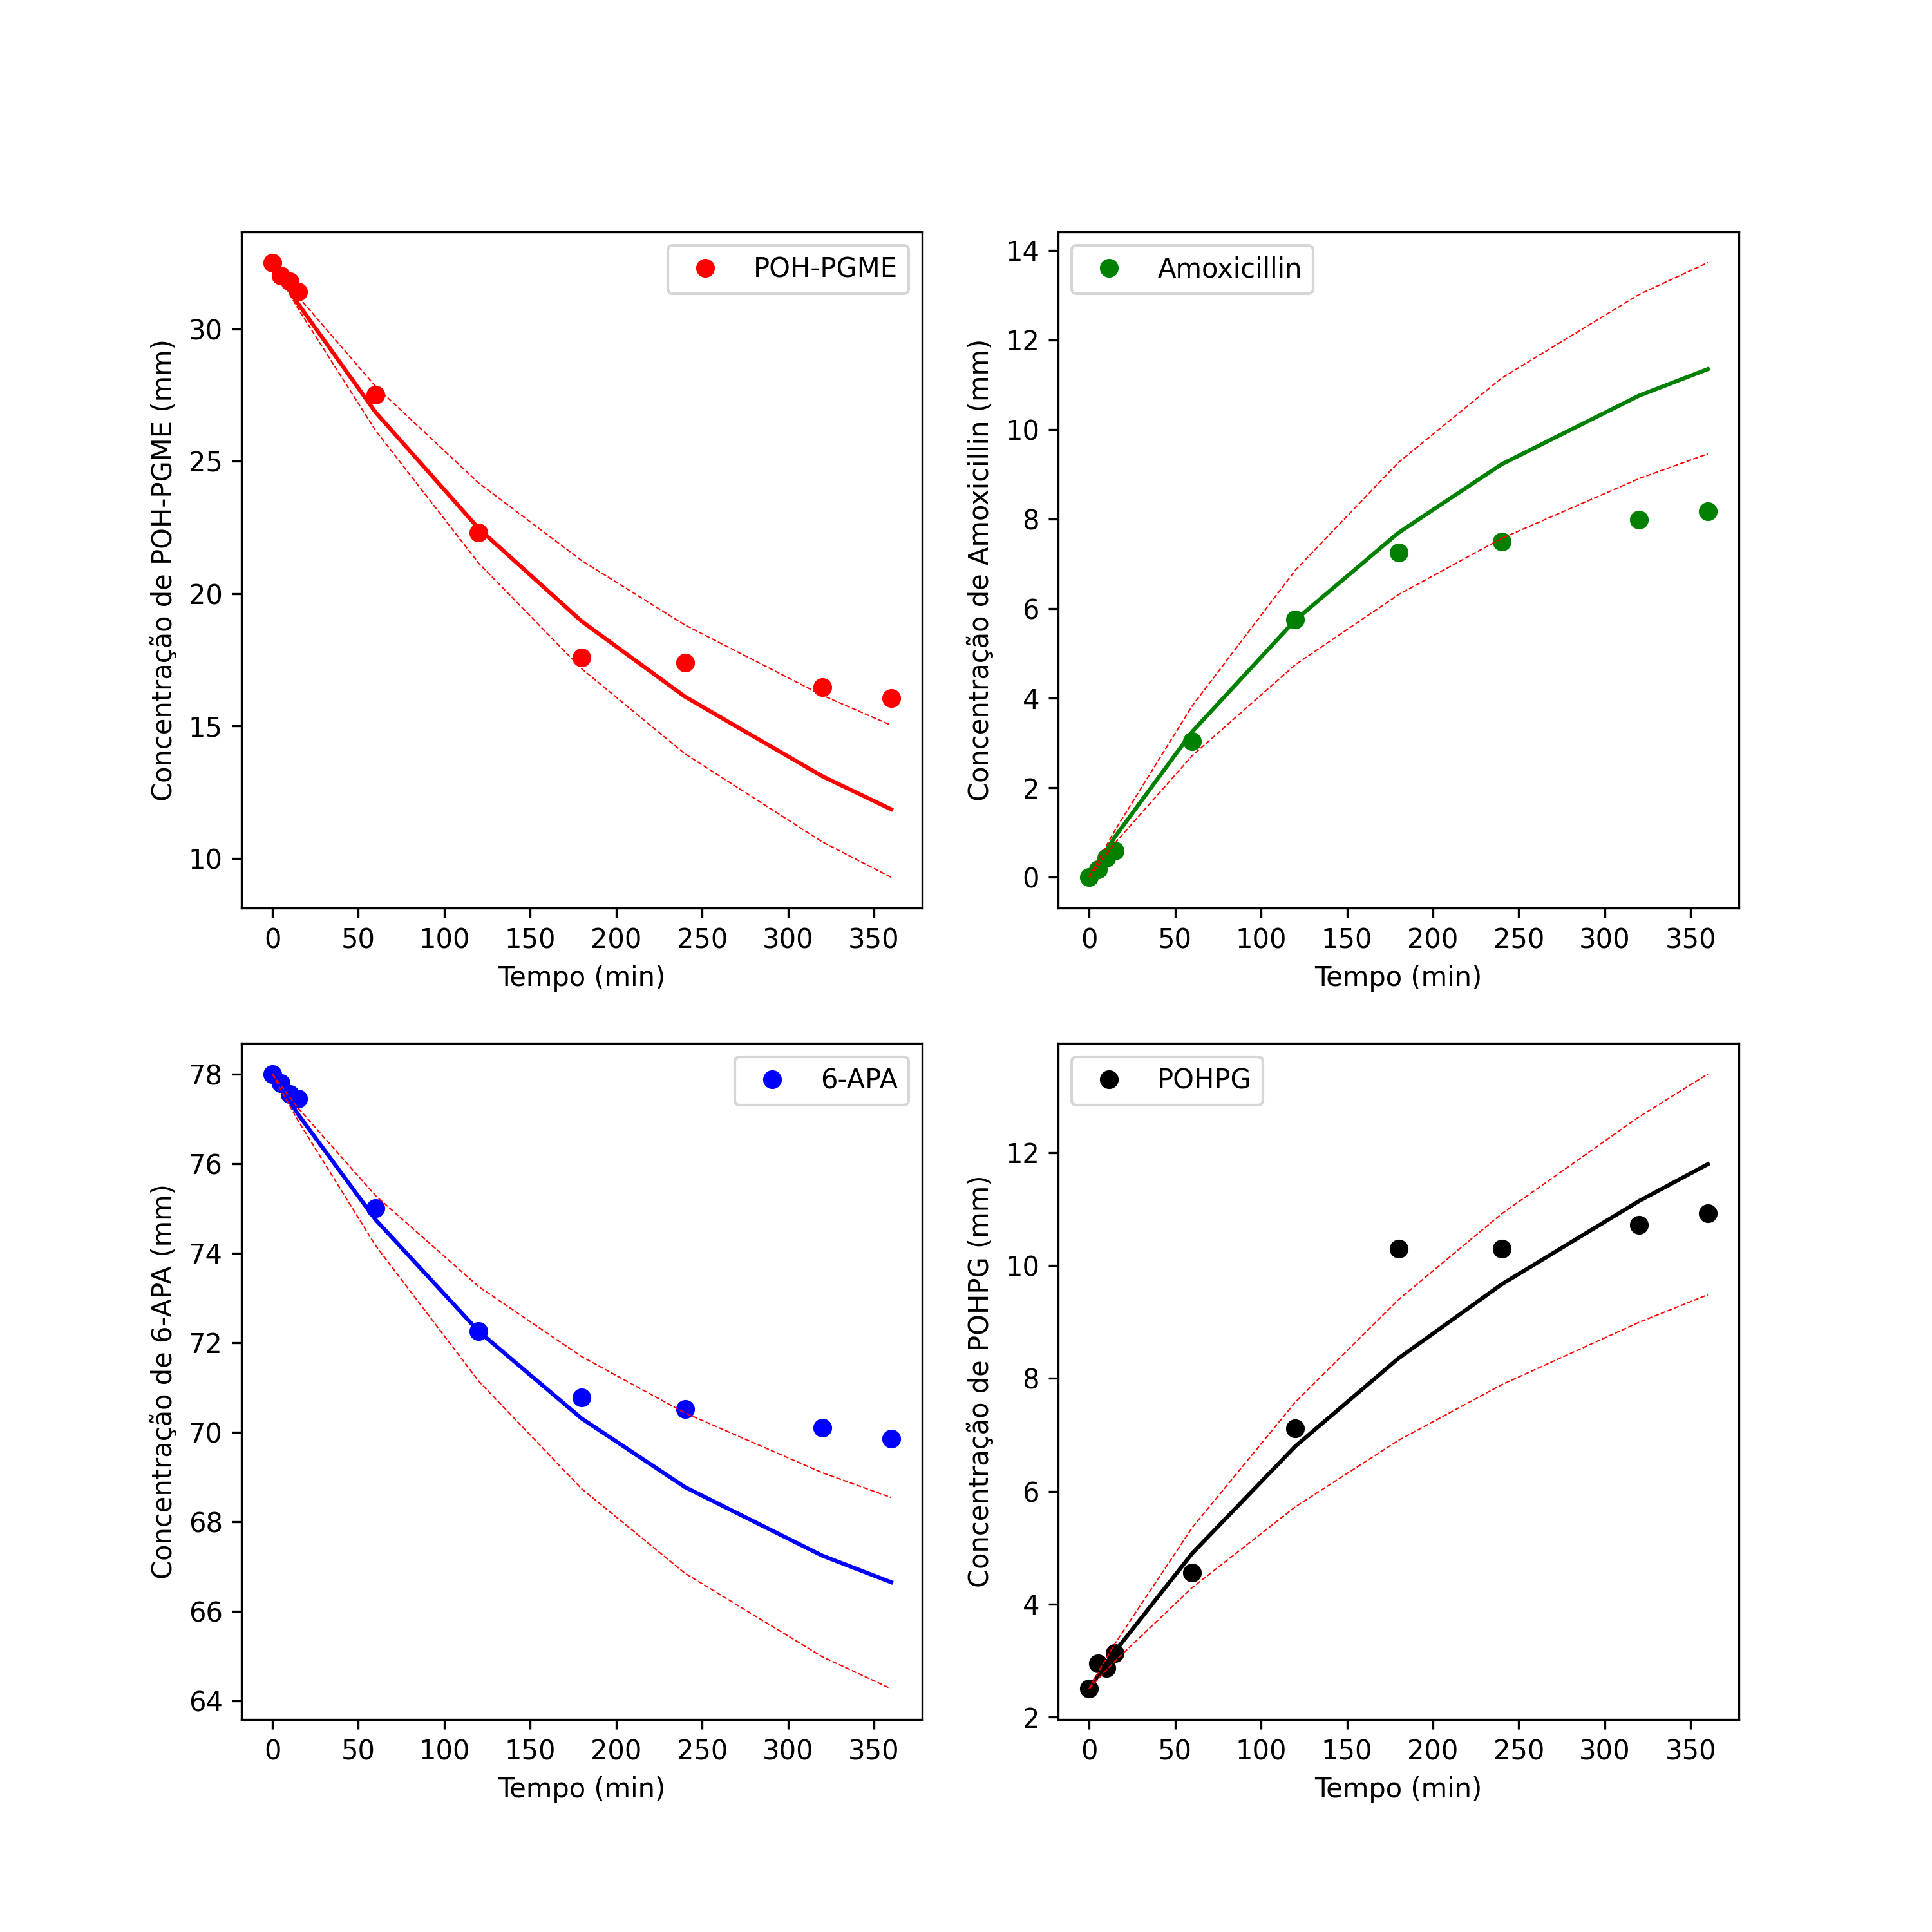 POH-PGME
Concentração de POH-PGME (mm)
30
25
20
15
10
0 50 100 150 200 250 300 350
Tempo (min)
Amoxicillin
Concentração de Amoxicillin (mm)
14
12
10
8
6
4
2
0
0 50 100 150 200 250 300 350
Tempo (min)
6-APA
Concentração de 6-APA (mm)
78
76
74
72
70
68
66
64
0 50 100 150 200 250 300 350
Tempo (min)
POHPG
Concentração de POHPG (mm)
12
10
8
6
4
2
0 50 100 150 200 250 300 350
Tempo (min)